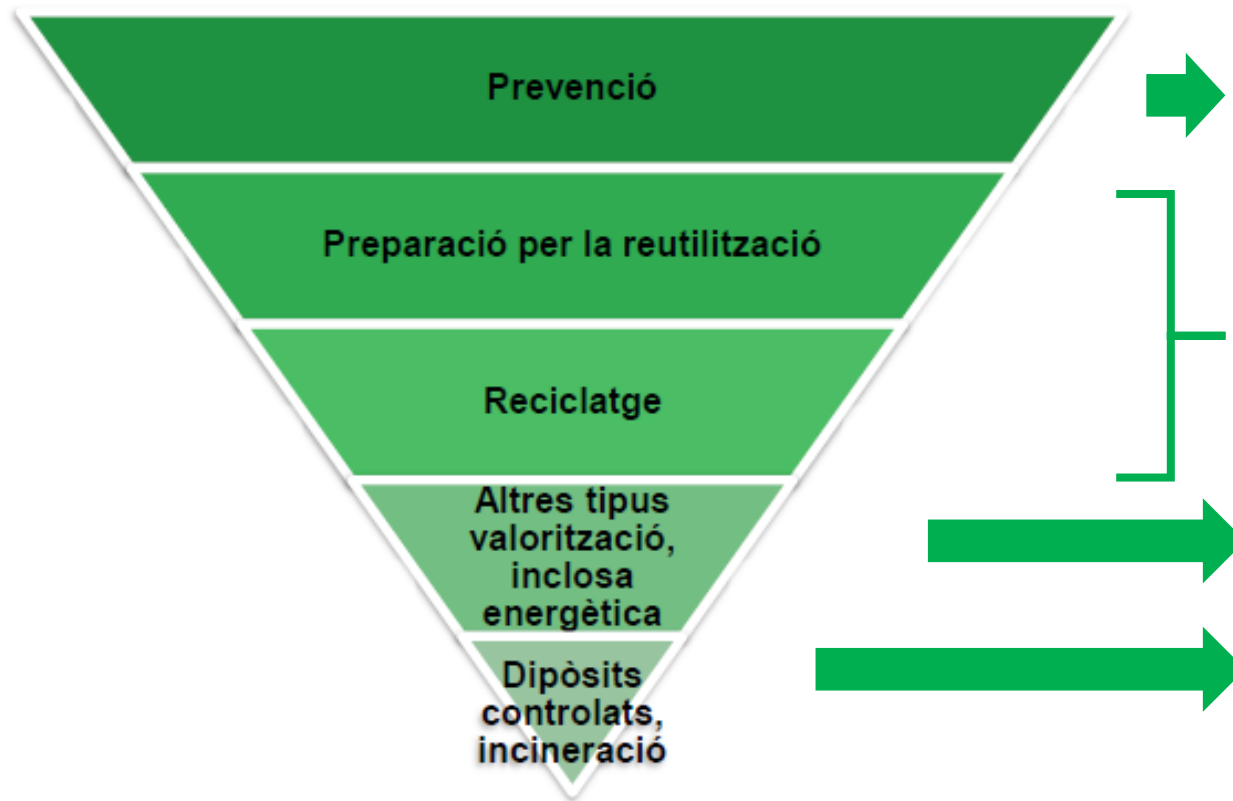 Prevenció
Preparació per la reutilització
Reciclatge
Altres tipus
valorització,
inclosa
energètica
Dipòsits
controlats,
incineració